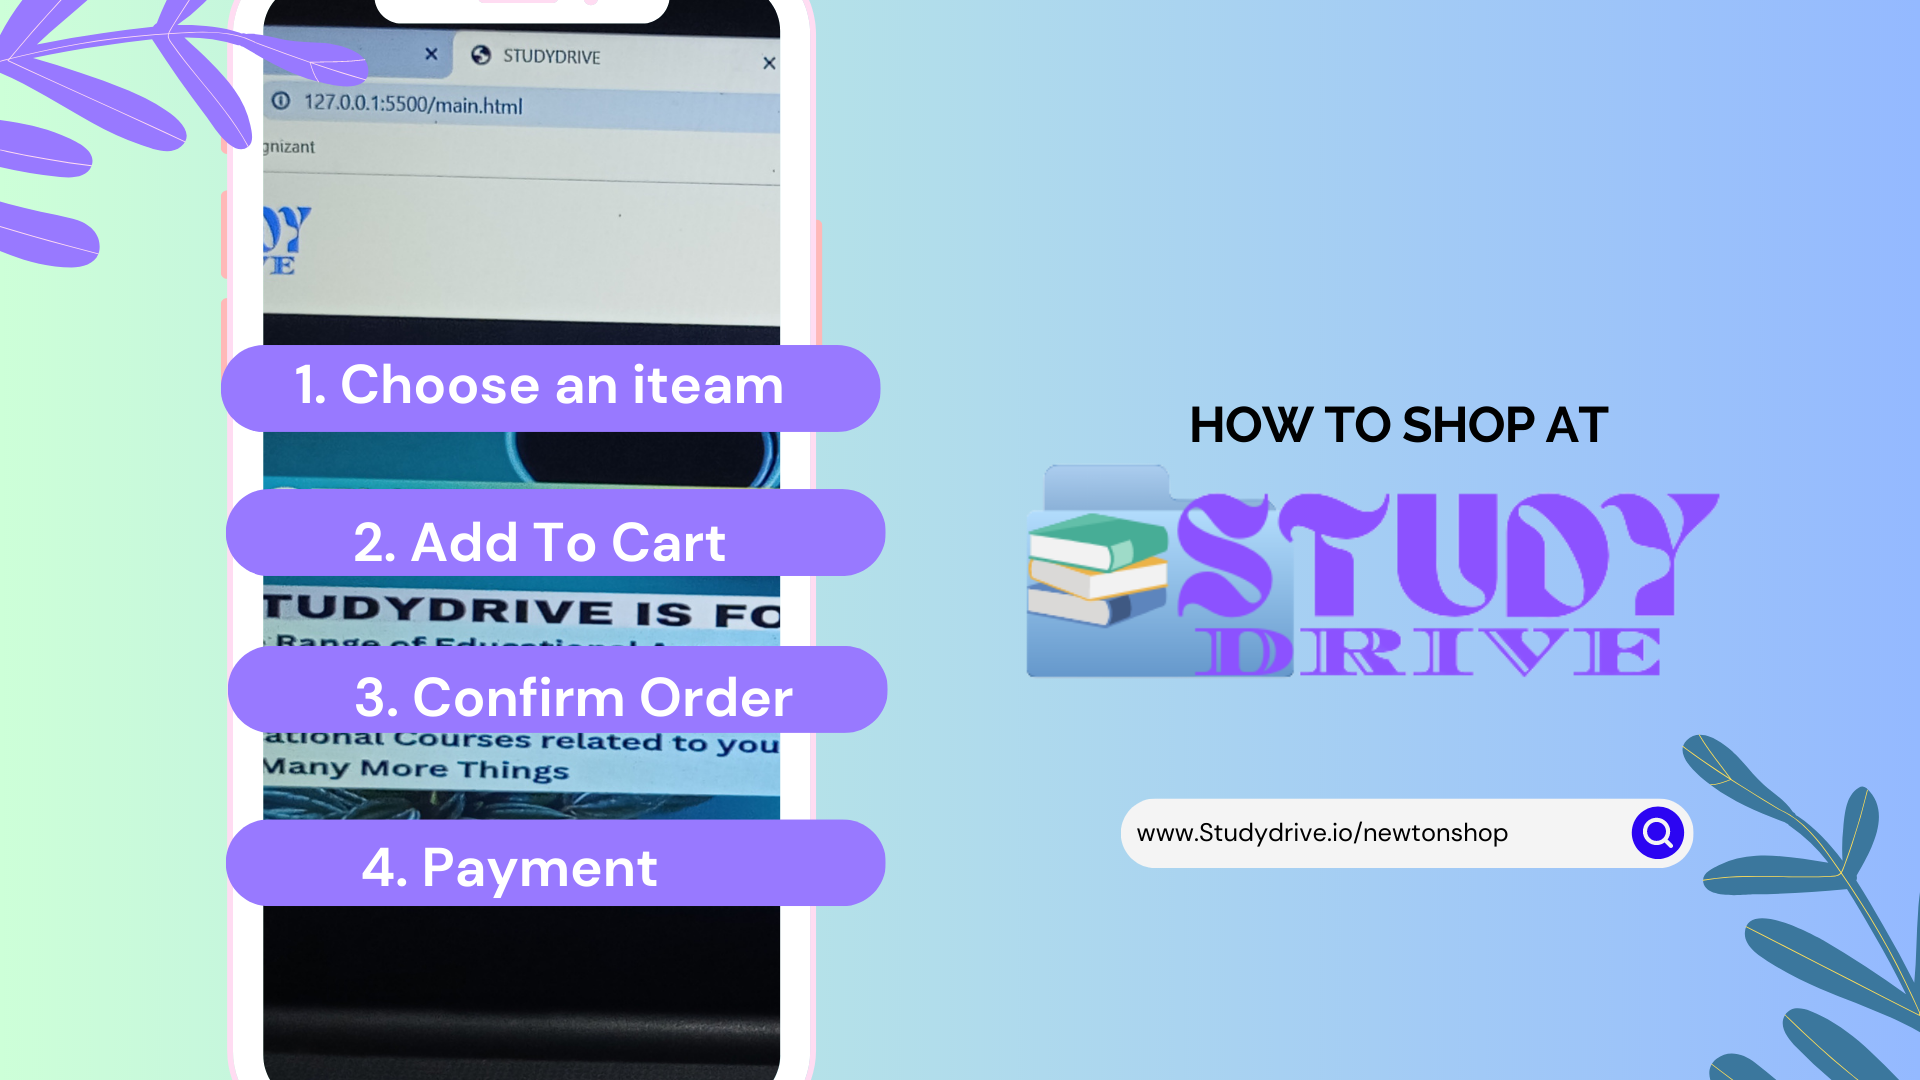 STUDYDRIVE
127.0.0.1:5500/main.html
gnizant
DY
VE
1. Choose an iteam
2. Add To Cart
TUDYDRIVE IS FO
Range of Educational A
3. Confirm Order
ational Courses related to you
Many More Things
4. Payment
HOW TO SHOP AT
STUDY
DRIVE
www.Studydrive.io/newtonshop